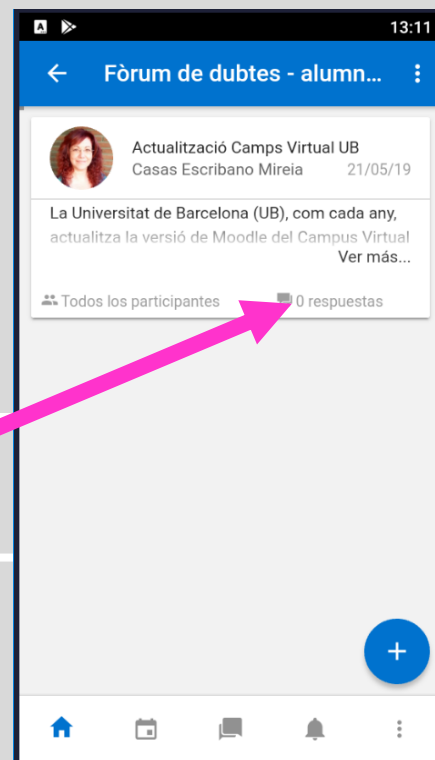 13:11
Fòrum de dubtes - alumn...
Actualització Camps Virtual UB
Casas Escribano Mireia 21/05/19
La Universitat de Barcelona (UB), com cada any,
actualitza la versió de Moodle del Campus Virtual
Ver más...
Todos los participantes 0 respuestas